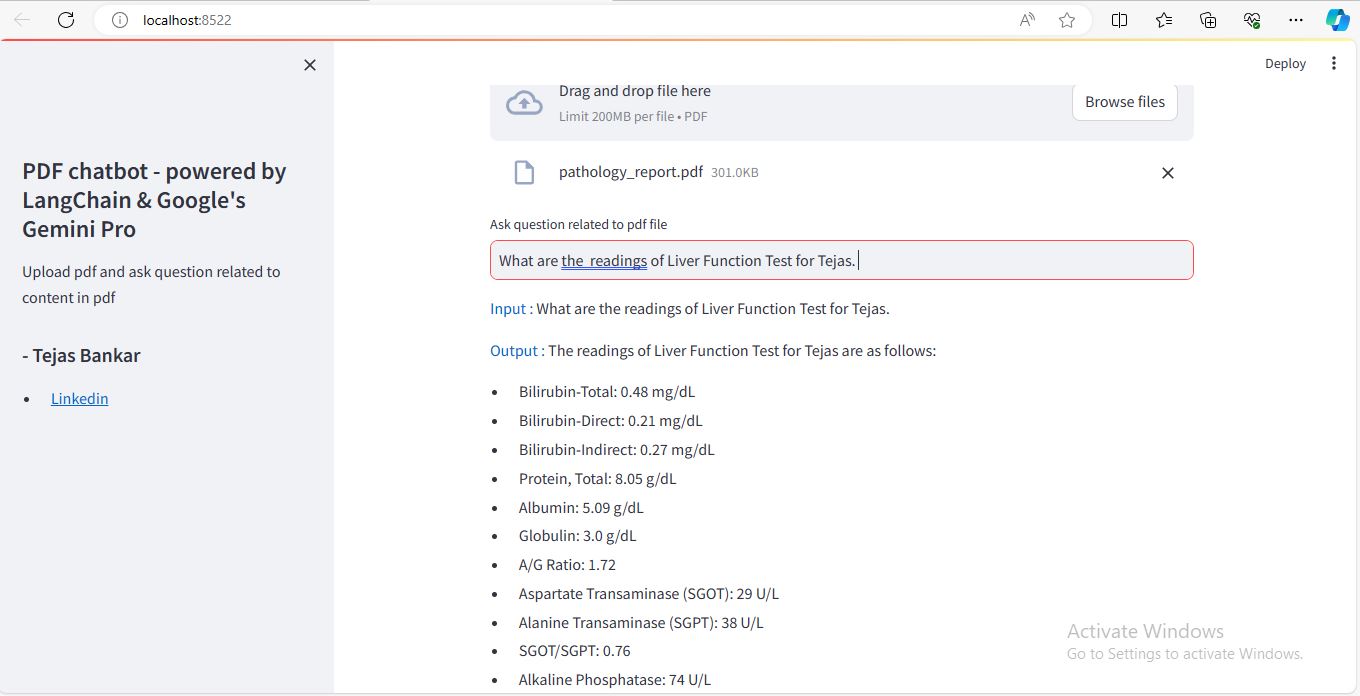 localhost:8522
Deploy
PDF chatbot - powered by
LangChain & Google's
Gemini Pro
Upload pdf and ask question related to
content in pdf
- Tejas Bankar
• Linkedin
Drag and drop file here
Limit 200MB per file • PDF
Browse files
pathology_report.pdf 301.0KB
Ask question related to pdf file
What are the  readings of Liver Function Test for Tejas.
Input : What are the readings of Liver Function Test for Tejas.
Output : The readings of Liver Function Test for Tejas are as follows:
• Bilirubin-Total: 0.48 mg/dL
• Bilirubin-Direct: 0.21 mg/dL
• Bilirubin-Indirect: 0.27 mg/dL
• Protein, Total: 8.05 g/dL
• Albumin: 5.09 g/dL
• Globulin: 3.0 g/dL
• A/G Ratio: 1.72
• Aspartate Transaminase (SGOT): 29 U/L
• Alanine Transaminase (SGPT): 38 U/L
• SGOT/SGPT: 0.76
• Alkaline Phosphatase: 74 U/L
Activate Windows
Go to Settings to activate Windows.